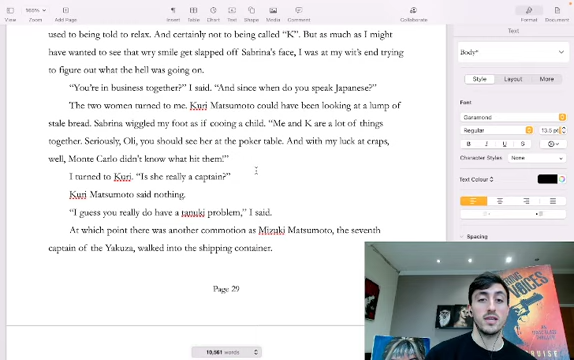 500%
View
Zoom
Add Page
Insert
Table
Chart
Text
Shape
Media
Comment
Collaborate
Format
Document
used to being told to relax. And certainly not to being called “K”. But as much as I might
have wanted to see that wry smile get slapped off Sabrina’s face, I was at my wit’s end trying
to figure out what the hell was going on.
“You’re in business together?” I said. “And since when do you speak Japanese?”
The two women turned to me. Kuri Matsumoto could have been looking at a lump of
stale bread. Sabrina wiggled my foot as if cooing a child. “Me and K are a lot of things
together. Seriously, Oli, you should see her at the poker table. And with my luck at craps,
well, Monte Carlo didn’t know what hit them!”
I turned to Kuri. “Is she really a captain?”
Kuri Matsumoto said nothing.
“I guess you really do have a tanuki problem,” I said.
At which point there was another commotion as Mizuki Matsumoto, the seventh
captain of the Yakuza, walked into the shipping container.
Page 29
10,561 words
Text
Body*
Style
Layout
More
Font
Garamond
Regular
13.5 pt
B I U S
Character Styles
None
Text Colour
Spacing
VOICES